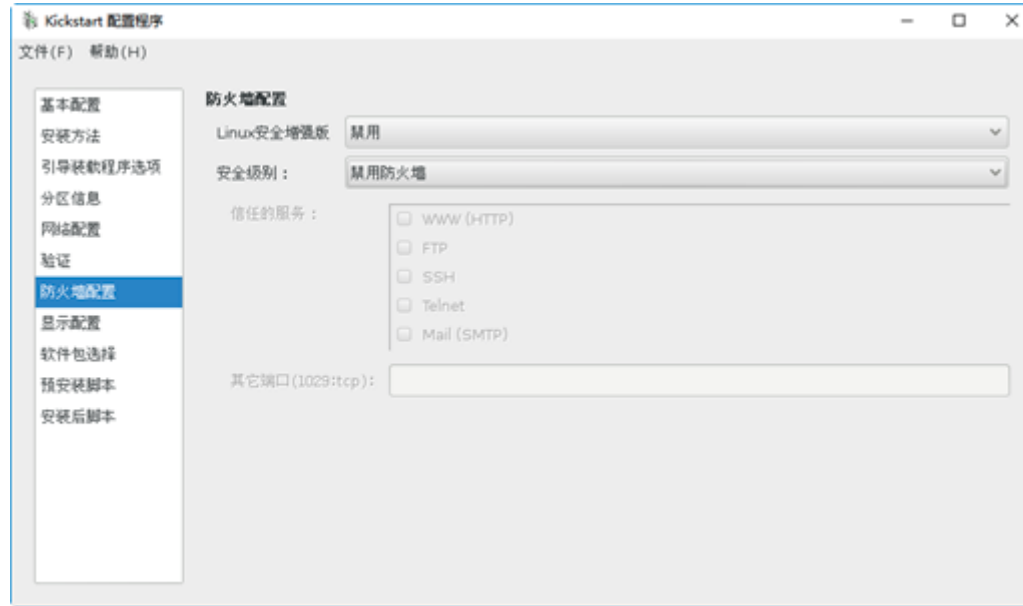 Kickstart 配置程序
文件(F) 帮助(H)
基本配置
安装方法
引导装载程序选项
分区信息
网络配置
验证
防火墙配置
显示配置
软件包选择
预安装脚本
安装后脚本
防火墙配置
Linux安全增强版 禁用
安全级别： 禁用防火墙
信任的服务：
WWW (HTTP)
FTP
SSH
Telnet
Mail (SMTP)
其它端口(1029:tcp):